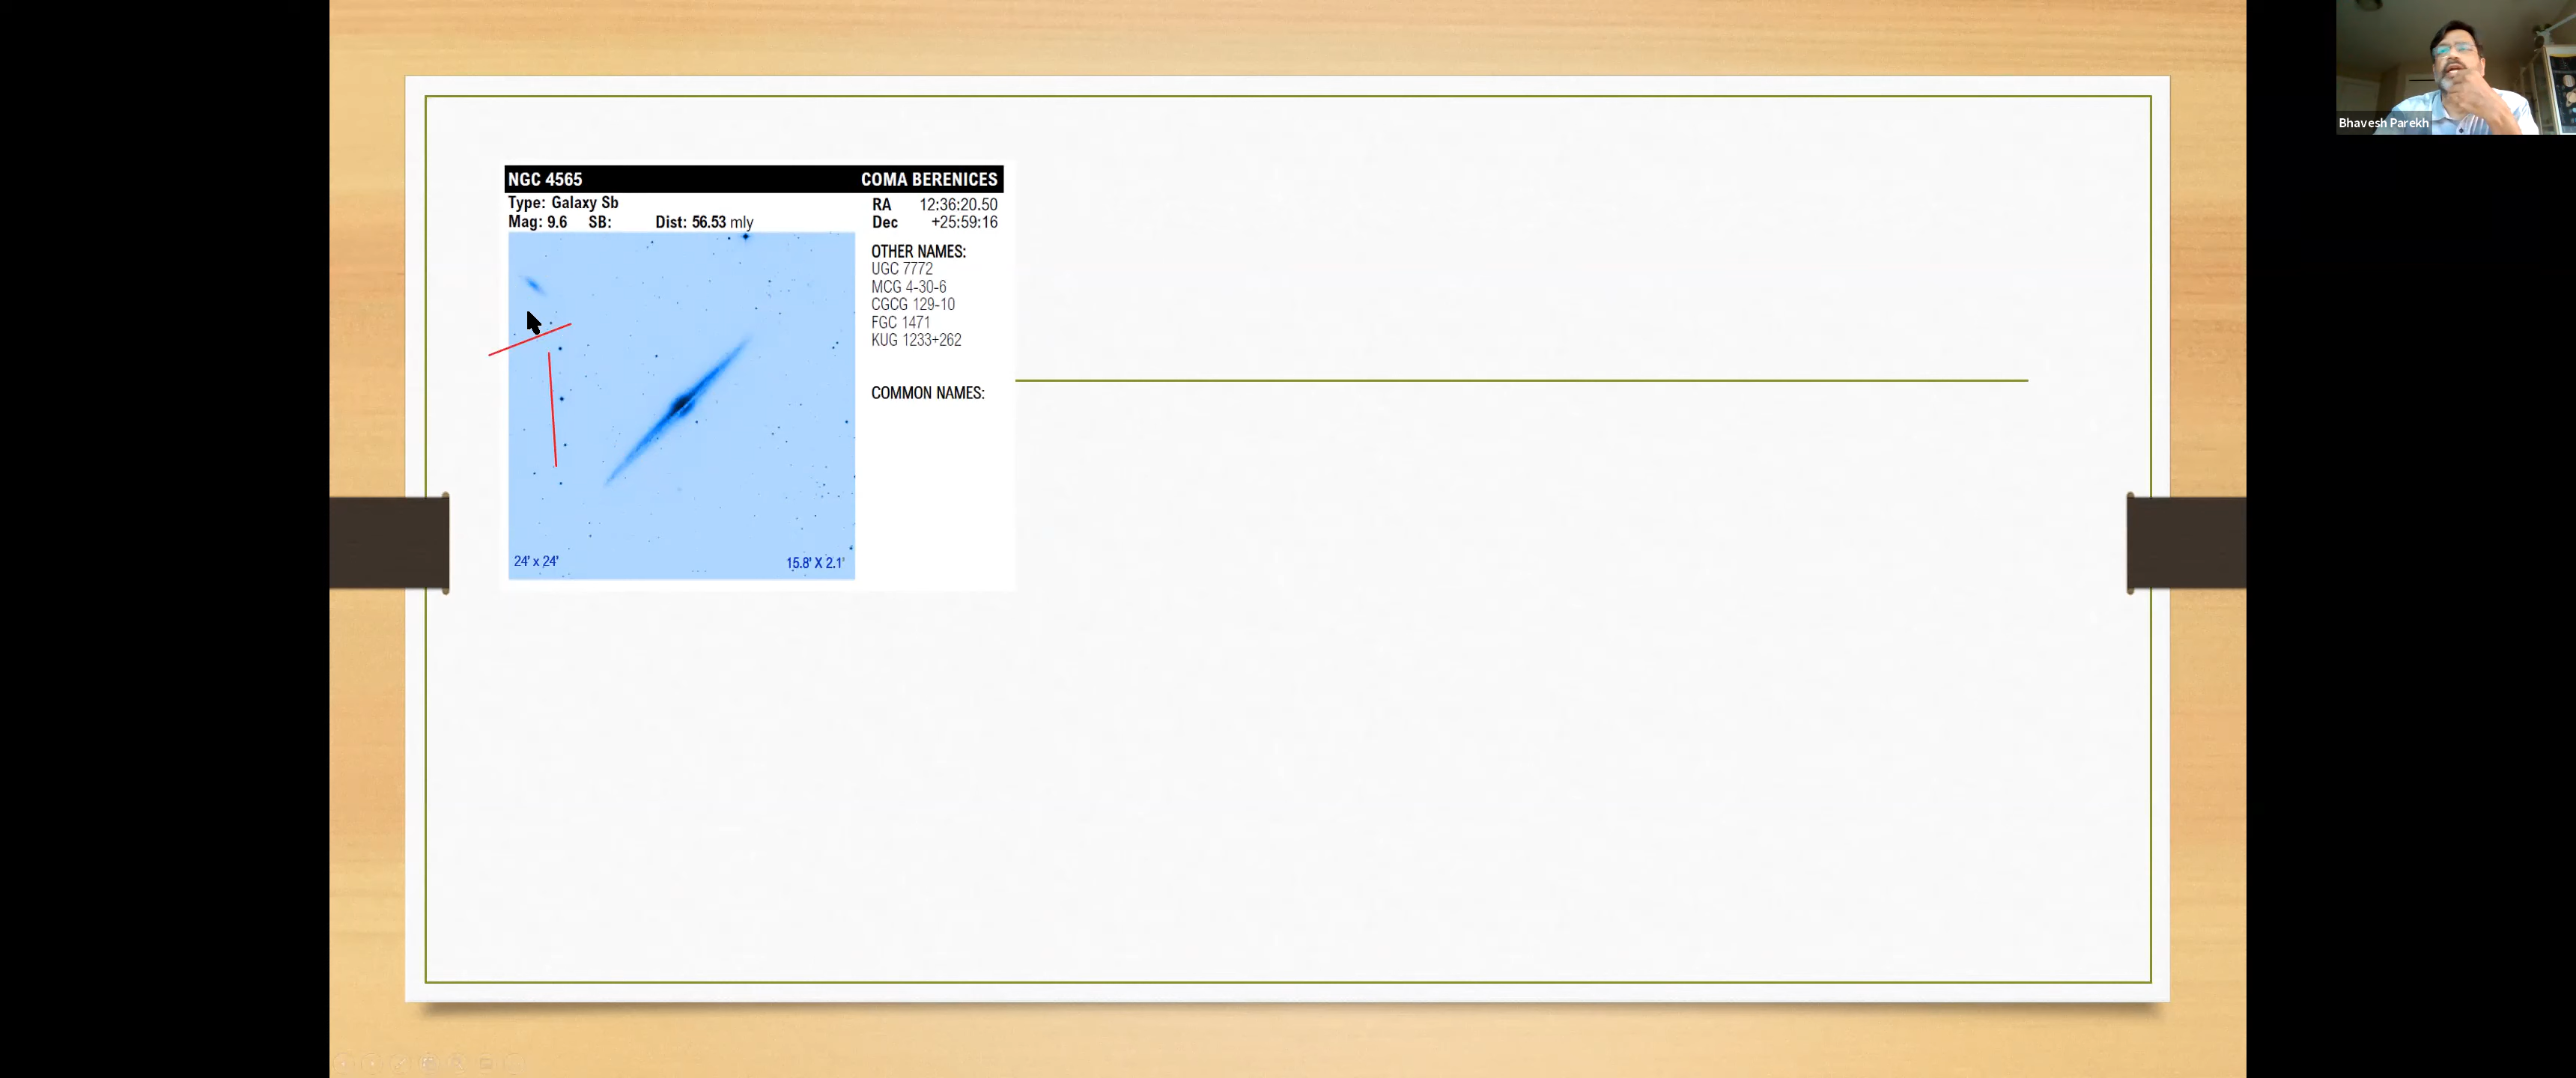 NGC 4565 COMA BERENICES
Type: Galaxy Sb
Mag: 9.6 SB: Dist: 56.53 mly
RA 12:36:20.50
Dec +25:59:16
OTHER NAMES:
UGC 7772
MCG 4-30-6
CGCG 129-10
FGC 1471
KUG 1233+262
COMMON NAMES:
24' x 24'
15.8' X 2.1'
Bhavesh Parekh